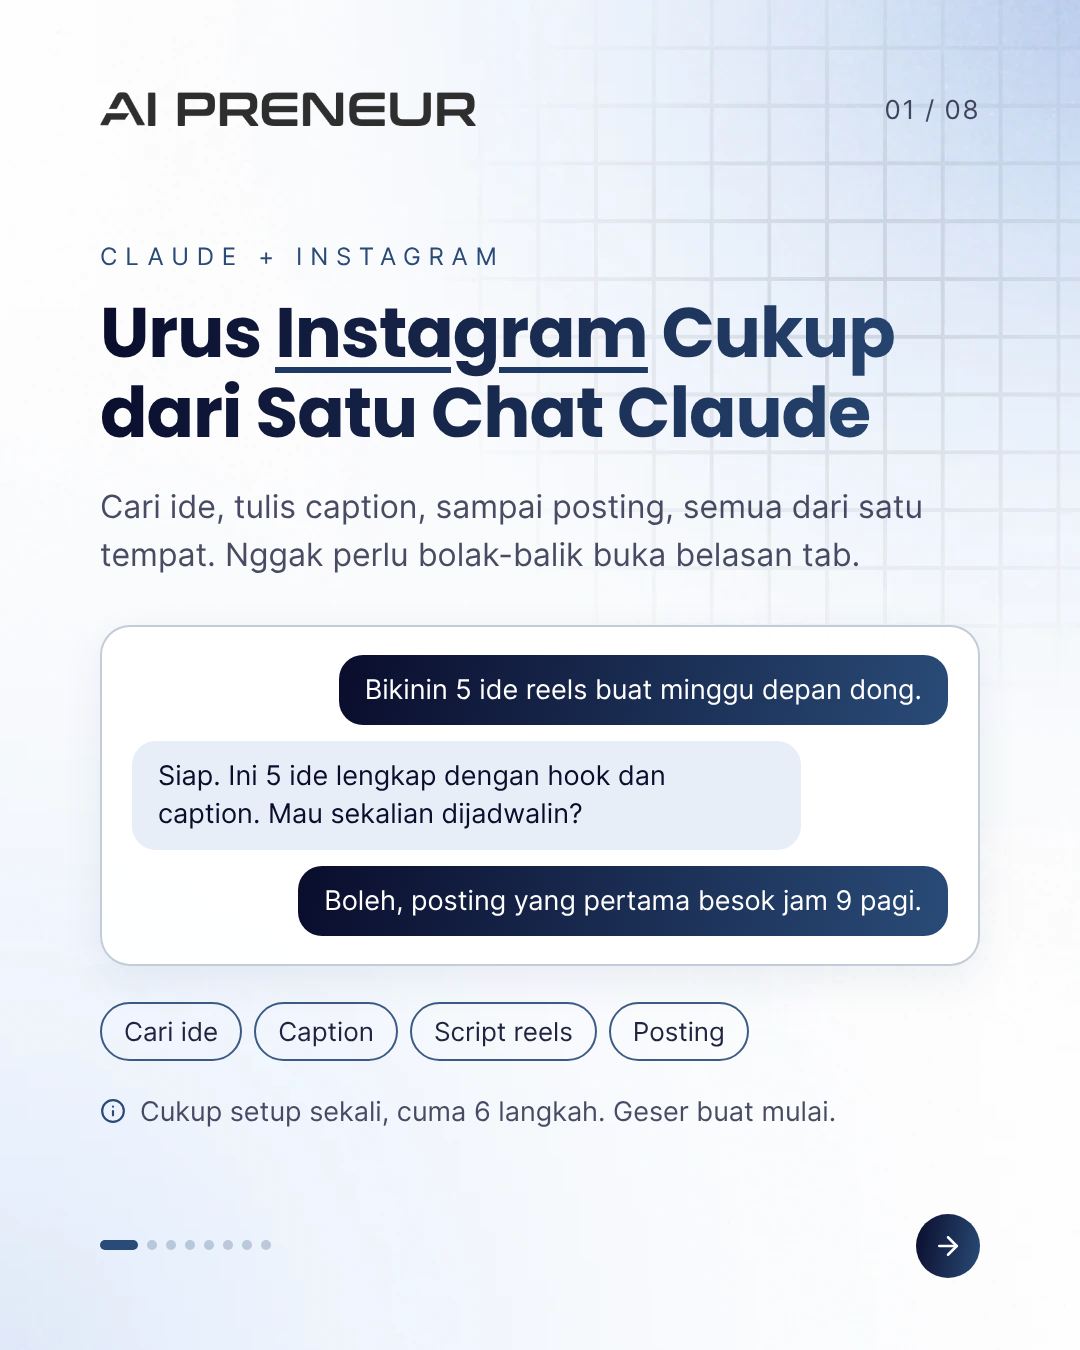 AI PRENEUR
01 / 08
CLAUDE + INSTAGRAM
Urus Instagram Cukup
dari Satu Chat Claude
Cari ide, tulis caption, sampai posting, semua dari satu
tempat. Nggak perlu bolak-balik buka belasan tab.
Bikinin 5 ide reels buat minggu depan dong.
Siap. Ini 5 ide lengkap dengan hook dan
caption. Mau sekalian dijadwalin?
Boleh, posting yang pertama besok jam 9 pagi.
Cari ide
Caption
Script reels
Posting
Cukup setup sekali, cuma 6 langkah. Geser buat mulai.